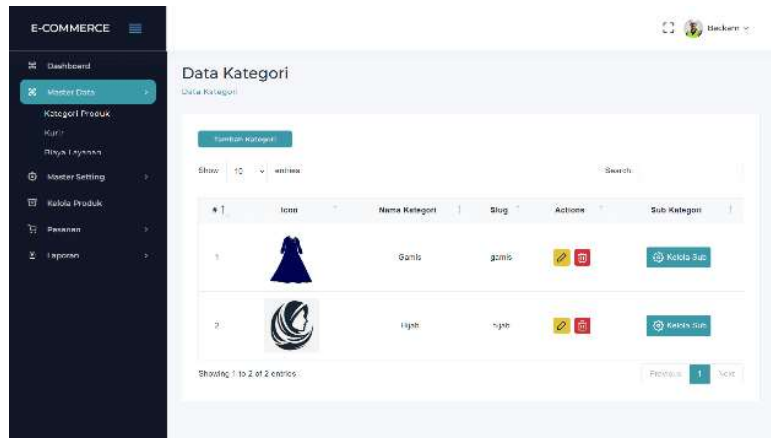 E-COMMERCE
Beckam
Dashboard
Master Data
Kategori Produk
Kurir
Biaya Layanan
Master Setting
Kelola Produk
Pesanan
Laporan
Data Kategori
Data Kategori
Tambah Kategori
Show 10 entries
Search:
# Icon Nama Kategori Slug Actions Sub Kategori
1 Gamis gamis Kelola Sub
2 Hijab hijab Kelola Sub
Showing 1 to 2 of 2 entries
Previous 1 Next